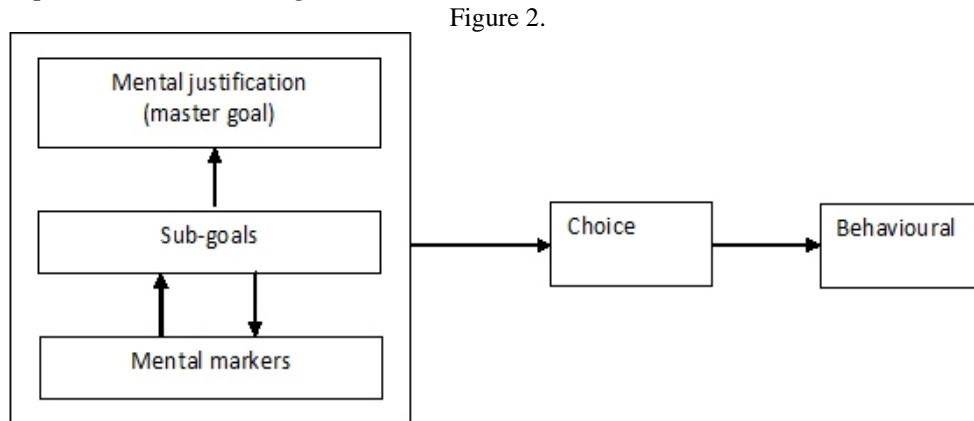 Figure 2.
Mental justification
(master goal)
Sub-goals
Choice
Behavioural
Mental markers